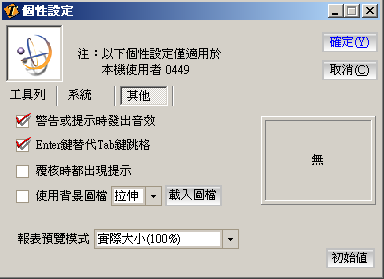 個性設定
注：以下個性設定僅適用於
本機使用者 0449
確定(Y)
取消(C)
工具列
系統
其他
警告或提示時發出音效
Enter鍵替代Tab鍵跳格
覆核時都出現提示
使用背景圖檔 拉伸 載入圖檔
無
報表預覽模式 實際大小(100%)
初始值